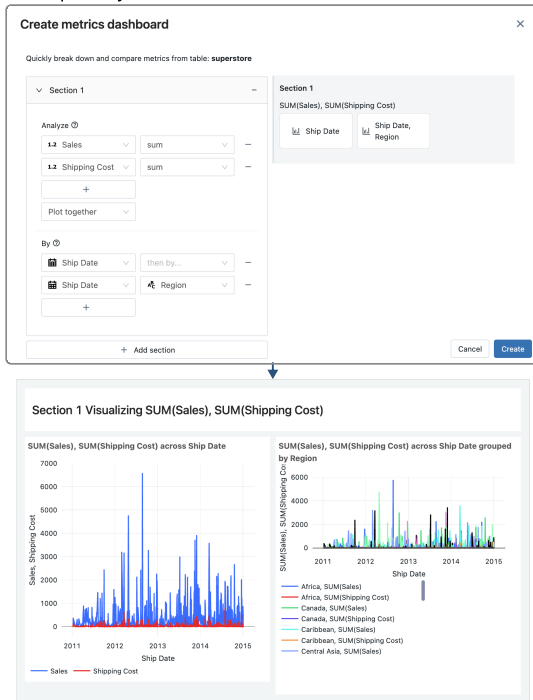 Create metrics dashboard
Quickly break down and compare metrics from table: superstore
Section 1
Analyze
1.2 Sales
sum
1.2 Shipping Cost
sum
+
Plot together
By
Ship Date
then by...
Ship Date
Region
+
+ Add section
Section 1
SUM(Sales), SUM(Shipping Cost)
Ship Date
Ship Date,
Region
Cancel
Create
Section 1 Visualizing SUM(Sales), SUM(Shipping Cost)
SUM(Sales), SUM(Shipping Cost) across Ship Date
7000
6000
5000
4000
3000
2000
1000
0
Sales, Shipping Cost
2011 2012 2013 2014 2015
Ship Date
Sales Shipping Cost
SUM(Sales), SUM(Shipping Cost) across Ship Date grouped
by Region
SUM(Sales), SUM(Shipping Co
6000
4000
2000
0
2011 2012 2013 2014 2015
Ship Date
Africa, SUM(Sales)
Africa, SUM(Shipping Cost)
Canada, SUM(Sales)
Canada, SUM(Shipping Cost)
Caribbean, SUM(Sales)
Caribbean, SUM(Shipping Cost)
Central Asia, SUM(Sales)